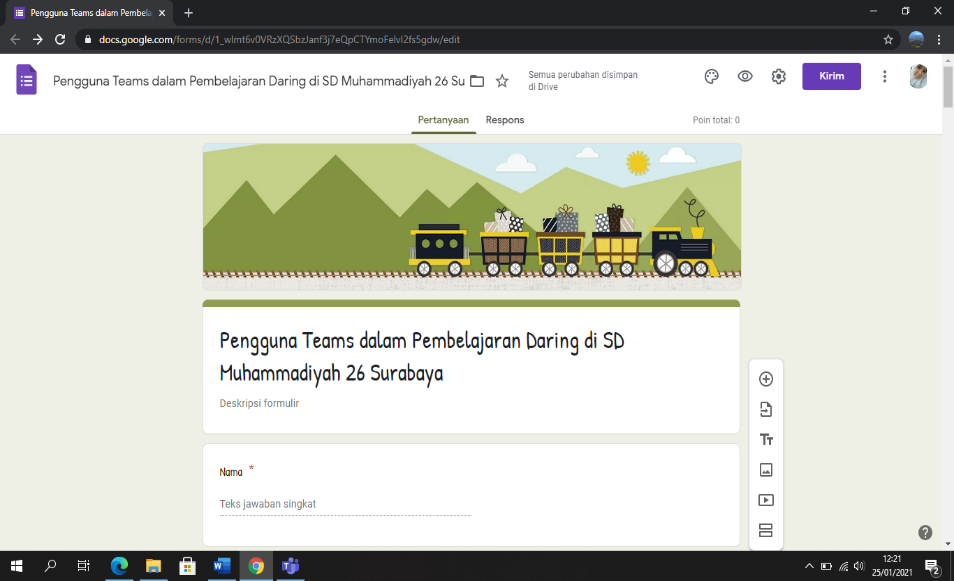 Pengguna Teams dalam Pembela
docs.google.com/forms/d/1_wImt6v0VRzXQSbzJanf3j7eQpCTYmoFelvI2fs5gdw/edit
Pengguna Teams dalam Pembelajaran Daring di SD Muhammadiyah 26 Su
Semua perubahan disimpan
di Drive
Kirim
Pertanyaan
Respons
Poin total: 0
Pengguna Teams dalam Pembelajaran Daring di SD
Muhammadiyah 26 Surabaya
Deskripsi formulir
Nama *
Teks jawaban singkat
12:21
25/01/2021
2